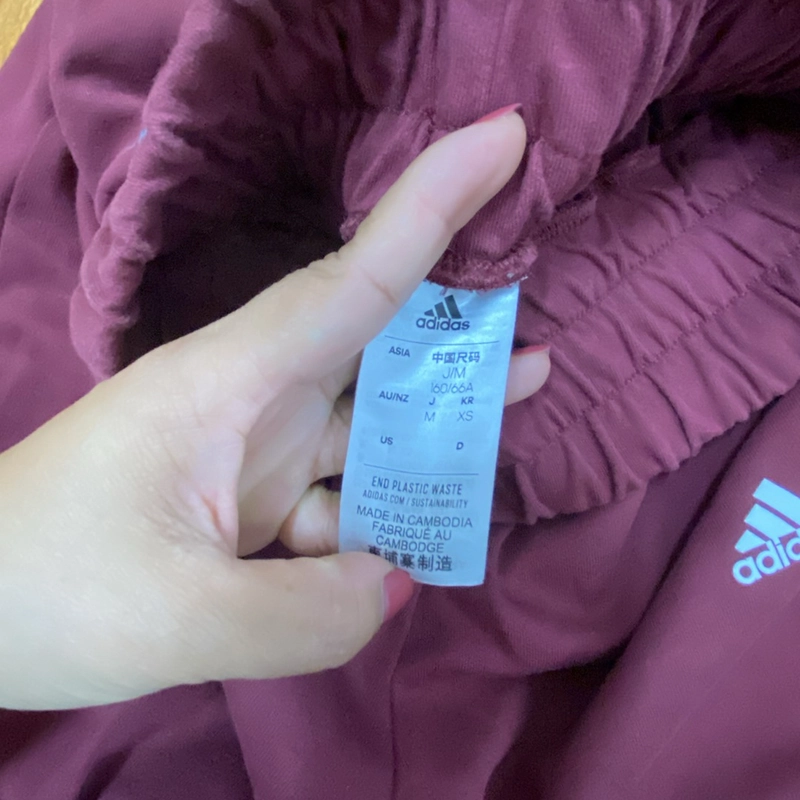 adidas
ASIA 中国尺码
J/M
160/66A
AU/NZ J KR
M XS
US D
END PLASTIC WASTE
ADIDAS.COM / SUSTAINABILITY
MADE IN CAMBODIA
FABRIQUÉ AU
CAMBODGE
柬埔寨制造
adidas